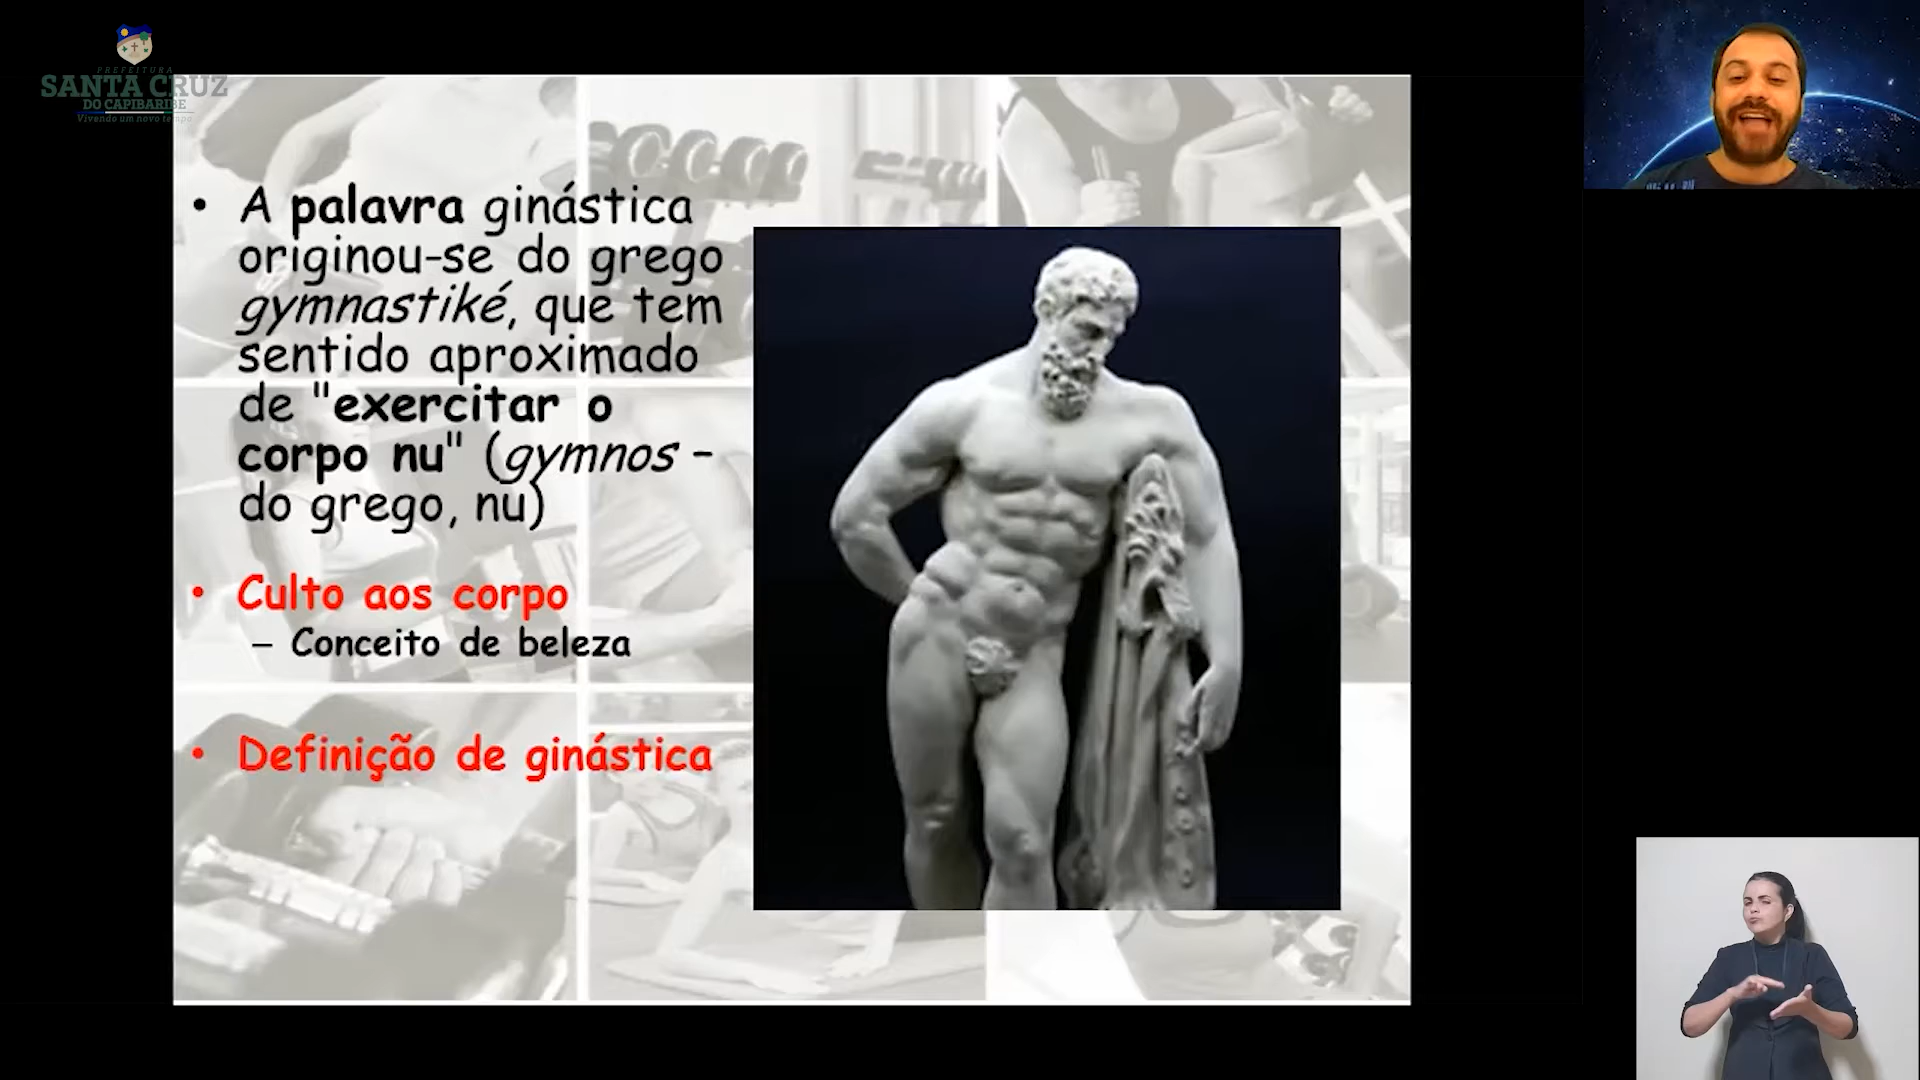 PREFEITURA
SANTA CRUZ
DO CAPIBARIBE
Vivendo um novo tempo
• A palavra ginástica
originou-se do grego
gymnastiké, que tem
sentido aproximado
de "exercitar o
corpo nu" (gymnos –
do grego, nu)
• Culto aos corpo
– Conceito de beleza
• Definição de ginástica